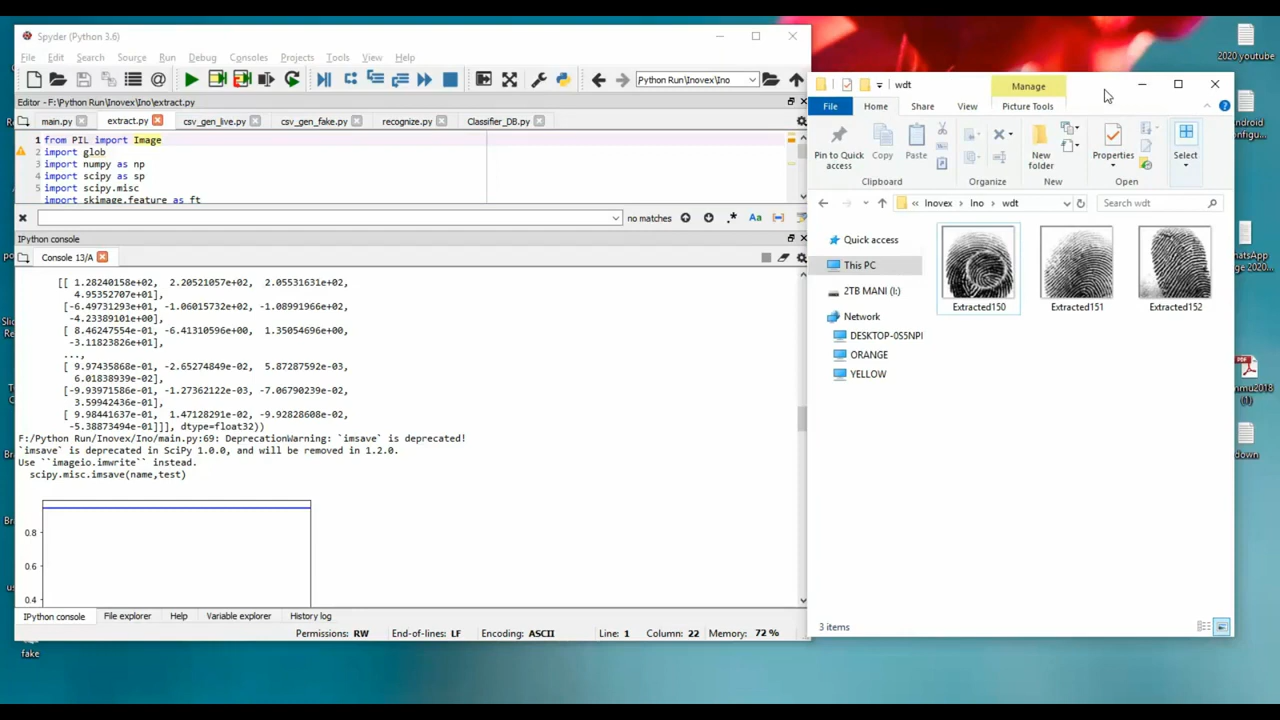 Spyder (Python 3.6)
File Edit Search Source Run Debug Consoles Projects Tools View Help
Python Run\Inovex\Ino
Editor - F:\Python Run\Inovex\Ino\extract.py
main.py extract.py csv_gen_live.py csv_gen_fake.py recognize.py Classifier_DB.py
1 from PIL import Image
2 import glob
3 import numpy as np
4 import scipy as sp
5 import scipy.misc
import skimage.feature as ft
no matches .* Aa
IPython console
Console 13/A
[[ 1.28240158e+02, 2.20521057e+02, 2.05531631e+02,
4.95352707e+01],
[-6.49731293e+01, -1.06015732e+02, -1.08991966e+02,
-4.23389101e+00],
[ 8.46247554e-01, -6.41310596e+00, 1.35054696e+00,
-3.11823826e+01],
...,
[ 9.97435868e-01, -2.65274849e-02, 5.87287592e-03,
6.01838939e-02],
[-9.93971586e-01, -1.27362122e-03, -7.06790239e-02,
3.59942426e-04],
[ 9.98441637e-01, 1.47128291e-02, -9.92828608e-02,
-5.38873494e-01]]], dtype=float32))
F:/Python Run/Inovex/Ino/main.py:69: DeprecationWarning: `imsave` is deprecated!
`imsave` is deprecated in SciPy 1.0.0, and will be removed in 1.2.0.
Use ``imageio.imwrite`` instead.
scipy.misc.imsave(name,test)
0.8
0.6
0.4
IPython console File explorer Help Variable explorer History log
Permissions: RW End-of-lines: LF Encoding: ASCII Line: 1 Column: 22 Memory: 72 %
fake
wdt
Manage
File Home Share View Picture Tools
Pin to Quick access
Copy
Paste
New folder
Properties
Select
Clipboard Organize New Open
« Inovex › Ino › wdt
Search wdt
Quick access
This PC
2TB MANI (I:)
Network
DESKTOP-0S5NPI
ORANGE
YELLOW
Extracted150 Extracted151 Extracted152
3 items
2020 youtube
2018
(1)
down